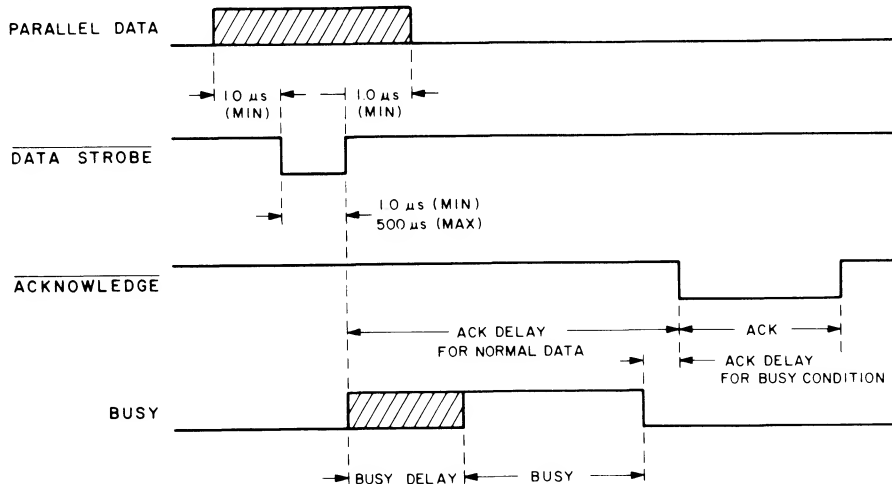 PARALLEL DATA
1.0 µs
(MIN)
1.0 µs
(MIN)
DATA STROBE
1.0 µs (MIN)
500 µs (MAX)
ACKNOWLEDGE
ACK DELAY
FOR NORMAL DATA
ACK
ACK DELAY
FOR BUSY CONDITION
BUSY
BUSY DELAY
BUSY